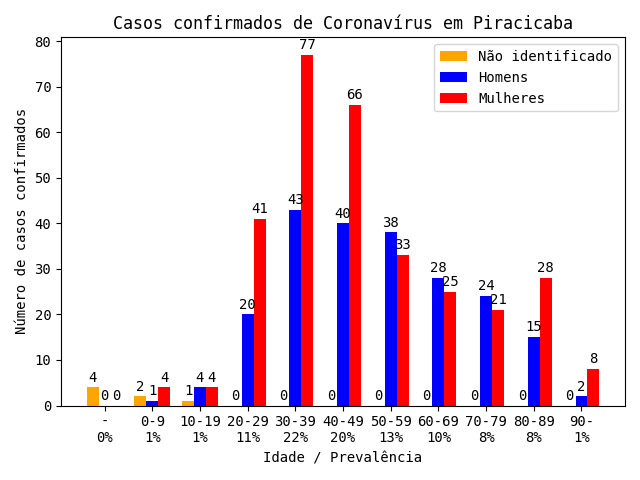 Casos confirmados de Coronavírus em Piracicaba
Número de casos confirmados
80
70
60
50
40
30
20
10
0
Não identificado
Homens
Mulheres
4 0 0
2 1 4
1 4 4
0 20 41
0 43 77
0 40 66
0 38 33
0 28 25
0 24 21
0 15 28
0 2 8
- 0-9 10-19 20-29 30-39 40-49 50-59 60-69 70-79 80-89 90-
0% 1% 1% 11% 22% 20% 13% 10% 8% 8% 1%
Idade / Prevalência